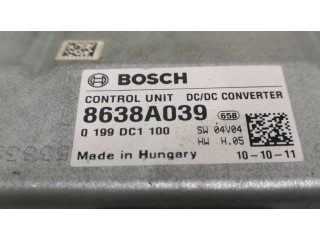 BOSCH
CONTROL UNIT DC/DC CONVERTER
8638A039 658
0 199 DC1 100 SW 04V04
HW H.05
Made in Hungary 10-10-11